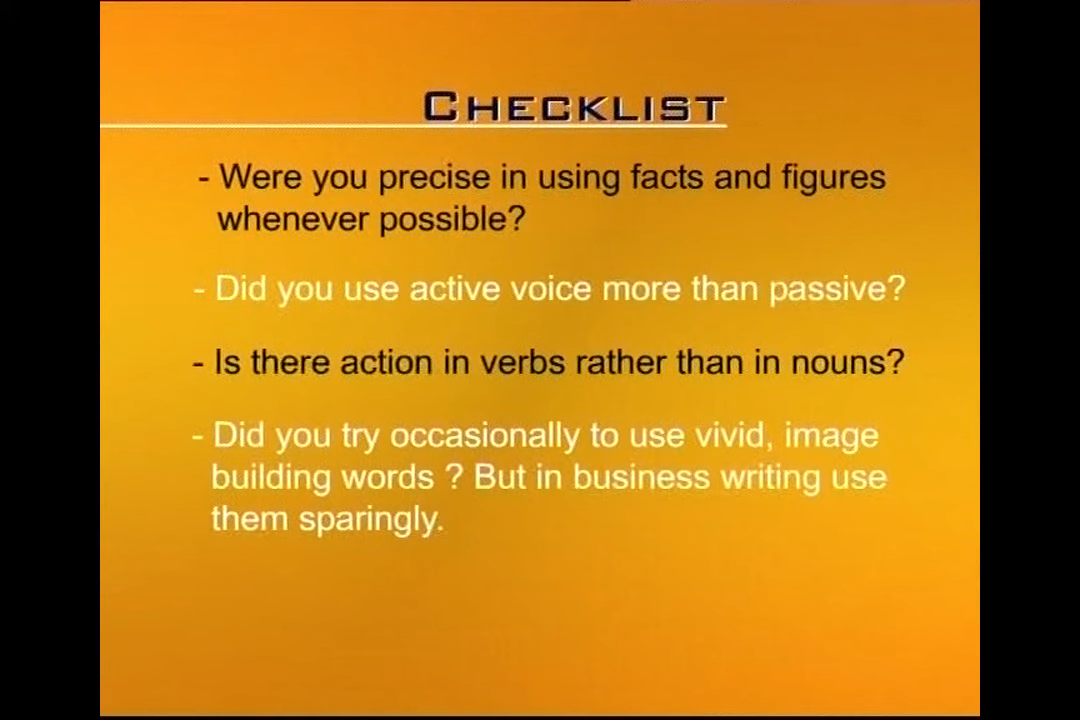 CHECKLIST
- Were you precise in using facts and figures
whenever possible?
- Did you use active voice more than passive?
- Is there action in verbs rather than in nouns?
- Did you try occasionally to use vivid, image
building words ? But in business writing use
them sparingly.